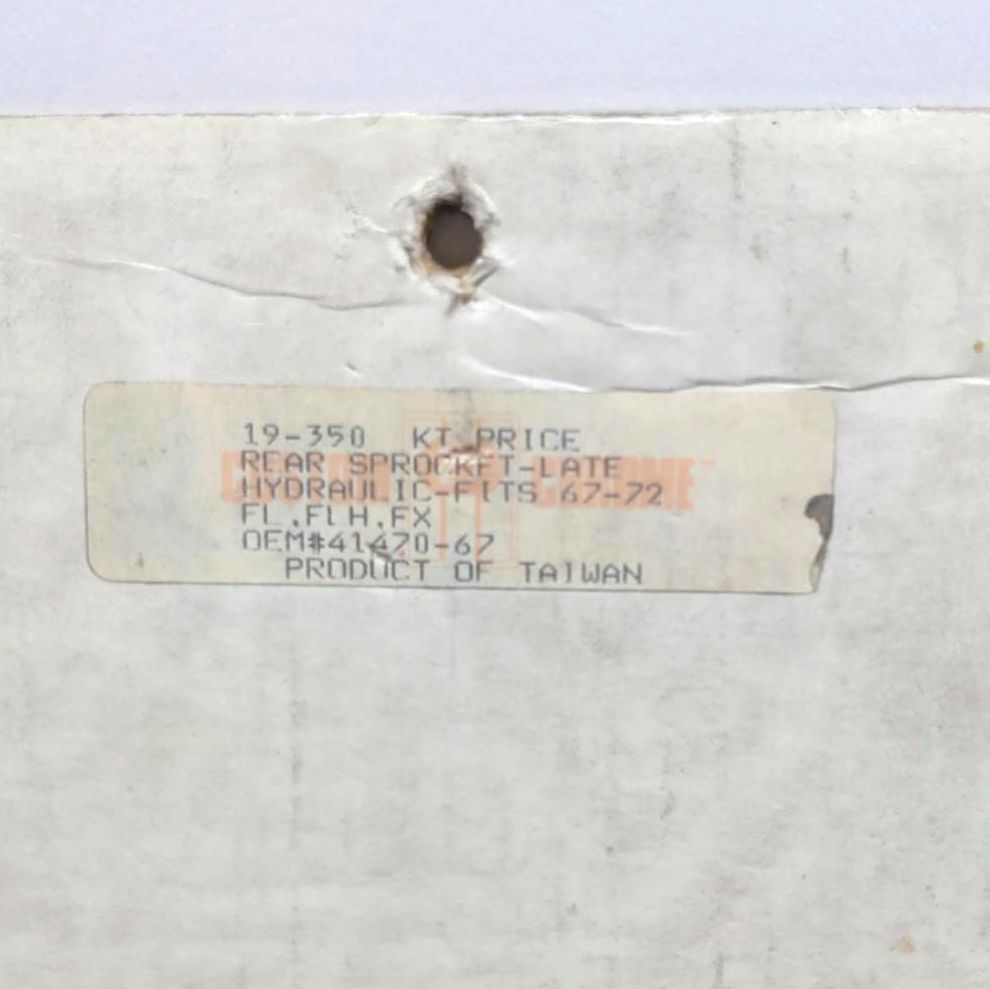 19-350 KT PRICE
REAR SPROCKET-LATE
HYDRAULIC-FITS 67-72
FL,FLH,FX
OEM#41470-67
PRODUCT OF TAIWAN